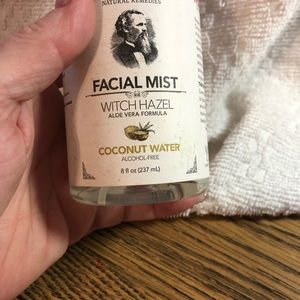 NATURAL REMEDIES
FACIAL MIST
WITCH HAZEL
ALOE VERA FORMULA
COCONUT WATER
ALCOHOL-FREE
8 fl oz (237 mL)